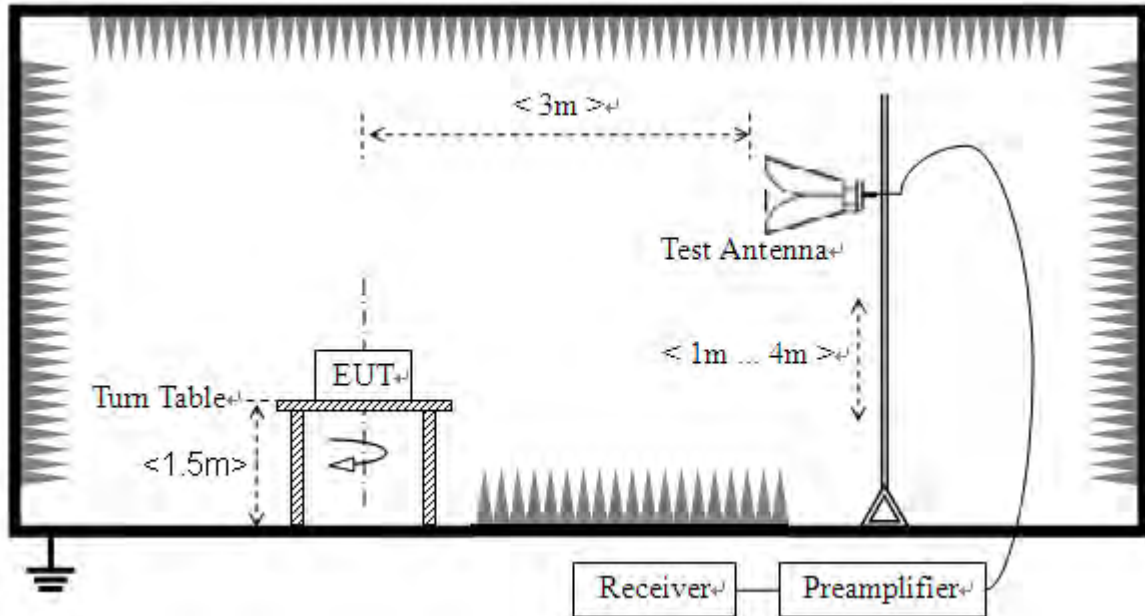 < 3m >↵
Test Antenna↵
< 1m ... 4m >↵
EUT↵
Turn Table↵
<1.5m>
Receiver↵
Preamplifier↵